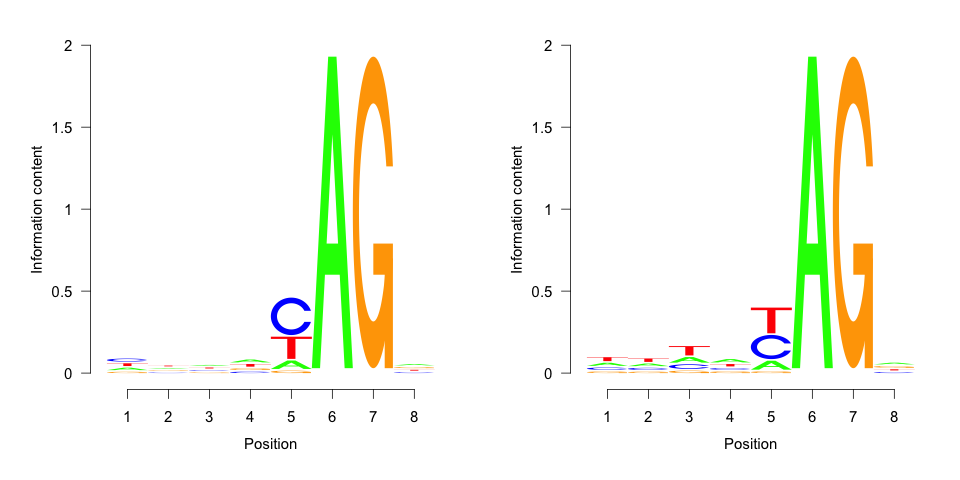 2
1.5
1
0.5
0
Information content
C
T
A
A
G
1 2 3 4 5 6 7 8
Position
2
1.5
1
0.5
0
Information content
T
C
A
A
G
1 2 3 4 5 6 7 8
Position